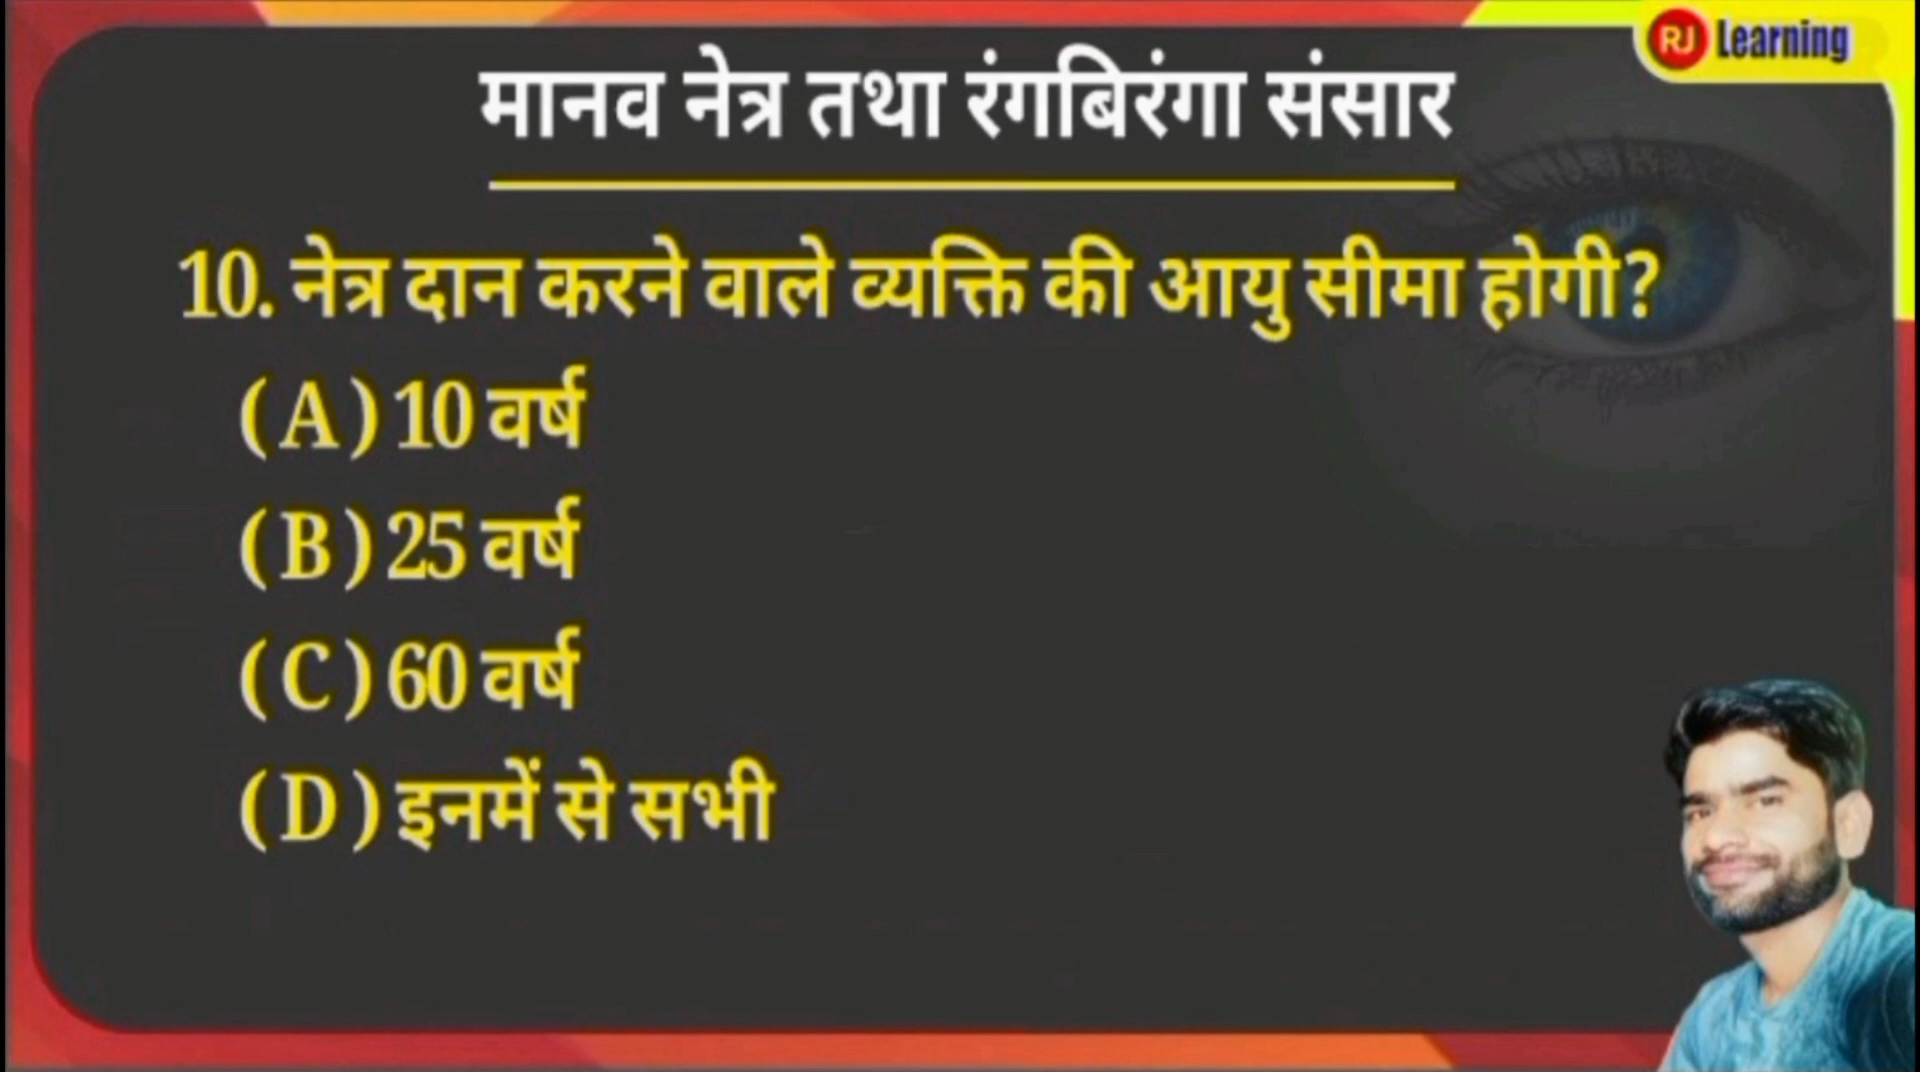 RJ Learning
मानव नेत्र तथा रंगबिरंगा संसार
10. नेत्र दान करने वाले व्यक्ति की आयु सीमा होगी?
(A) 10 वर्ष
(B) 25 वर्ष
(C) 60 वर्ष
(D) इनमें से सभी